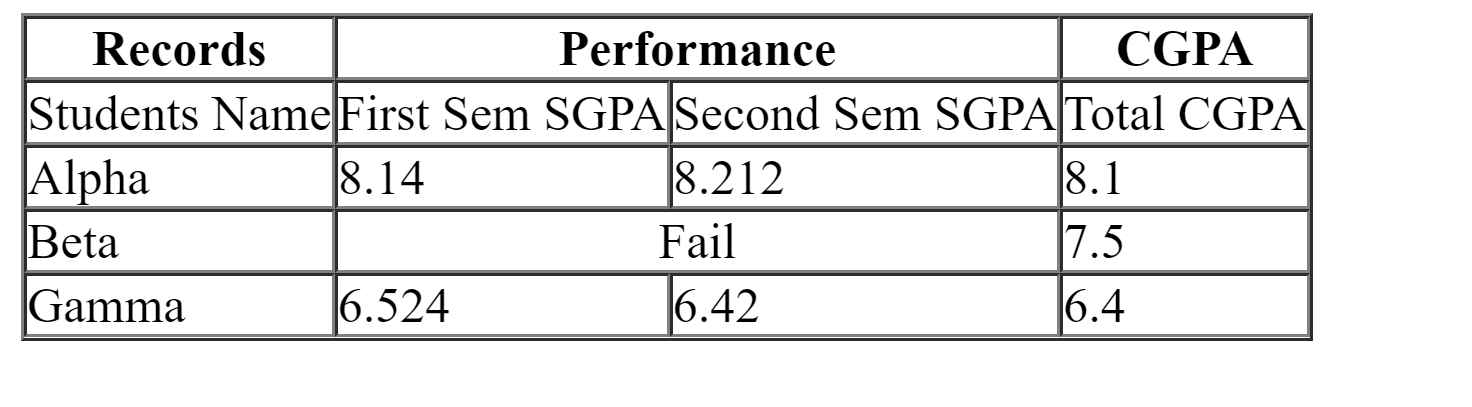 Records Performance CGPA
Students Name First Sem SGPA Second Sem SGPA Total CGPA
Alpha 8.14 8.212 8.1
Beta Fail 7.5
Gamma 6.524 6.42 6.4